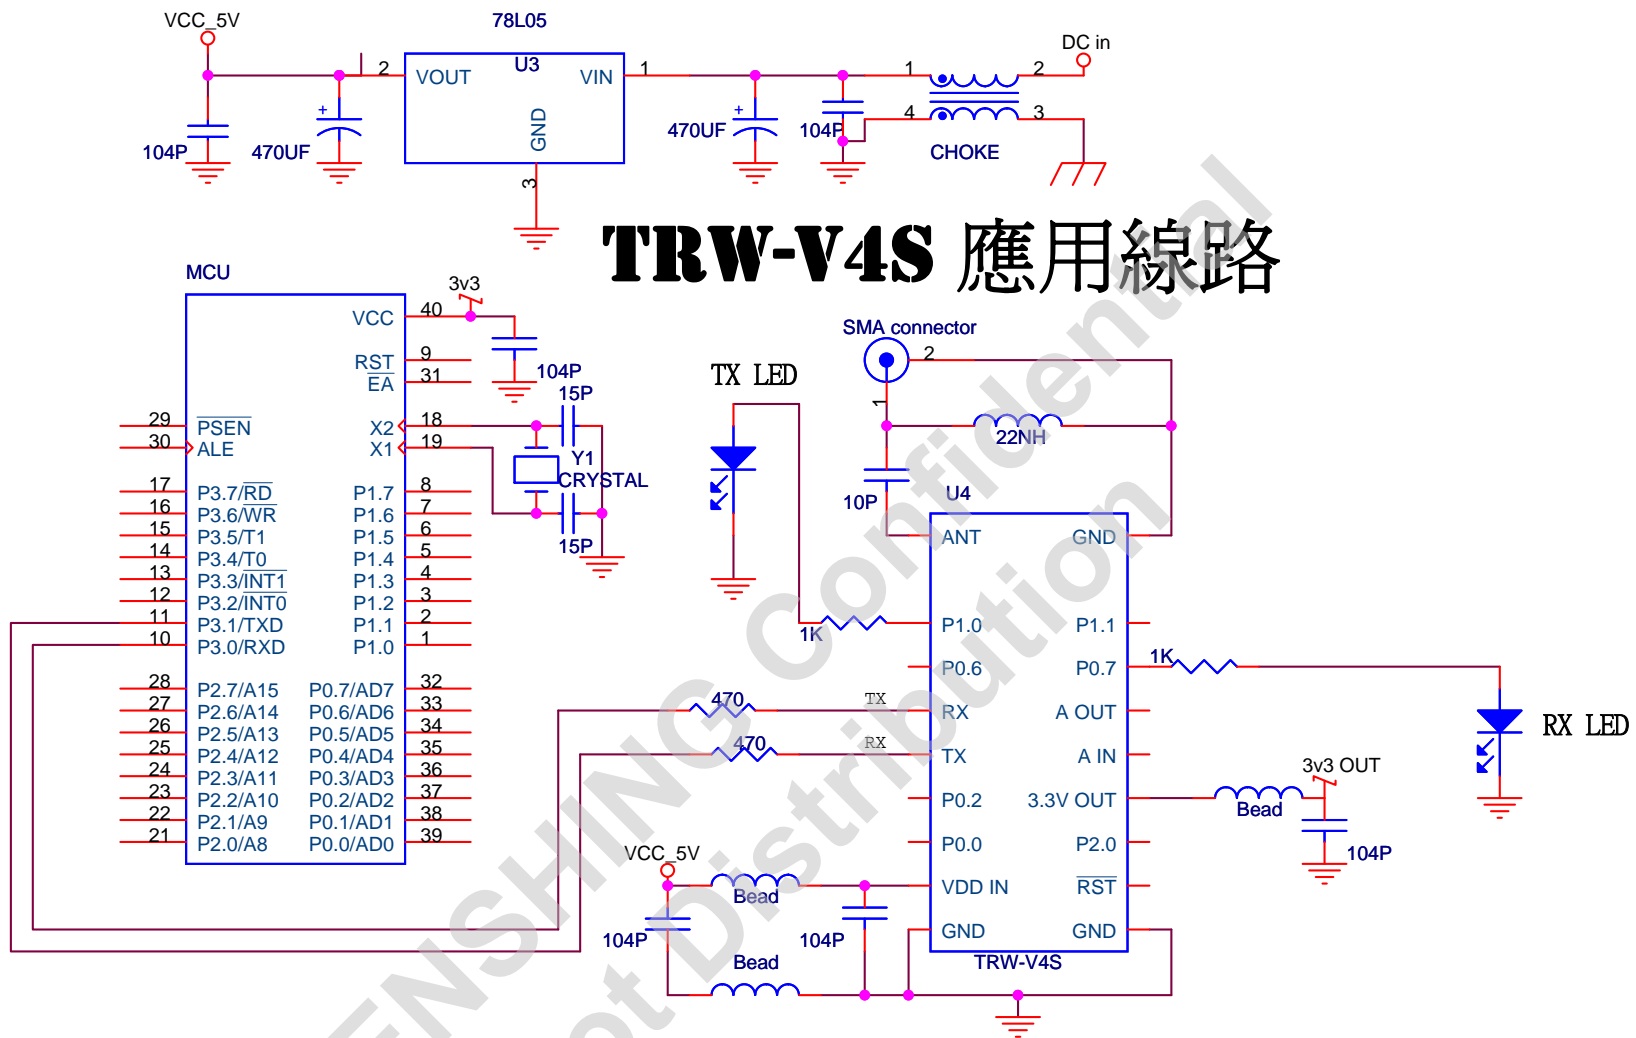 VCC_5V
78L05
DC in
2 VOUT U3 VIN 1
GND
3
+
+
104P
470UF
470UF
104P
1 2
4 3
CHOKE
TRW-V4S 應用線路
MCU
3v3
VCC 40
RST 9
EA 31
104P
15P
29 PSEN
30 ALE
X2 18
X1 19
Y1
CRYSTAL
15P
17 P3.7/RD P1.7 8
16 P3.6/WR P1.6 7
15 P3.5/T1 P1.5 6
14 P3.4/T0 P1.4 5
13 P3.3/INT1 P1.3 4
12 P3.2/INT0 P1.2 3
11 P3.1/TXD P1.1 2
10 P3.0/RXD P1.0 1
28 P2.7/A15 P0.7/AD7 32
27 P2.6/A14 P0.6/AD6 33
26 P2.5/A13 P0.5/AD5 34
25 P2.4/A12 P0.4/AD4 35
24 P2.3/A11 P0.3/AD3 36
23 P2.2/A10 P0.2/AD2 37
22 P2.1/A9 P0.1/AD1 38
21 P2.0/A8 P0.0/AD0 39
SMA connector
2
1
TX LED
22NH
10P
U4
ANT GND
1K
P1.0 P1.1
P0.6 P0.7
1K
470 TX RX A OUT
470 RX TX A IN
P0.2 3.3V OUT
P0.0 P2.0
VDD IN RST
GND GND
TRW-V4S
RX LED
3v3 OUT
Bead
104P
VCC_5V
Bead
104P
104P
Bead
ENSHING Confidential
ot Distribution